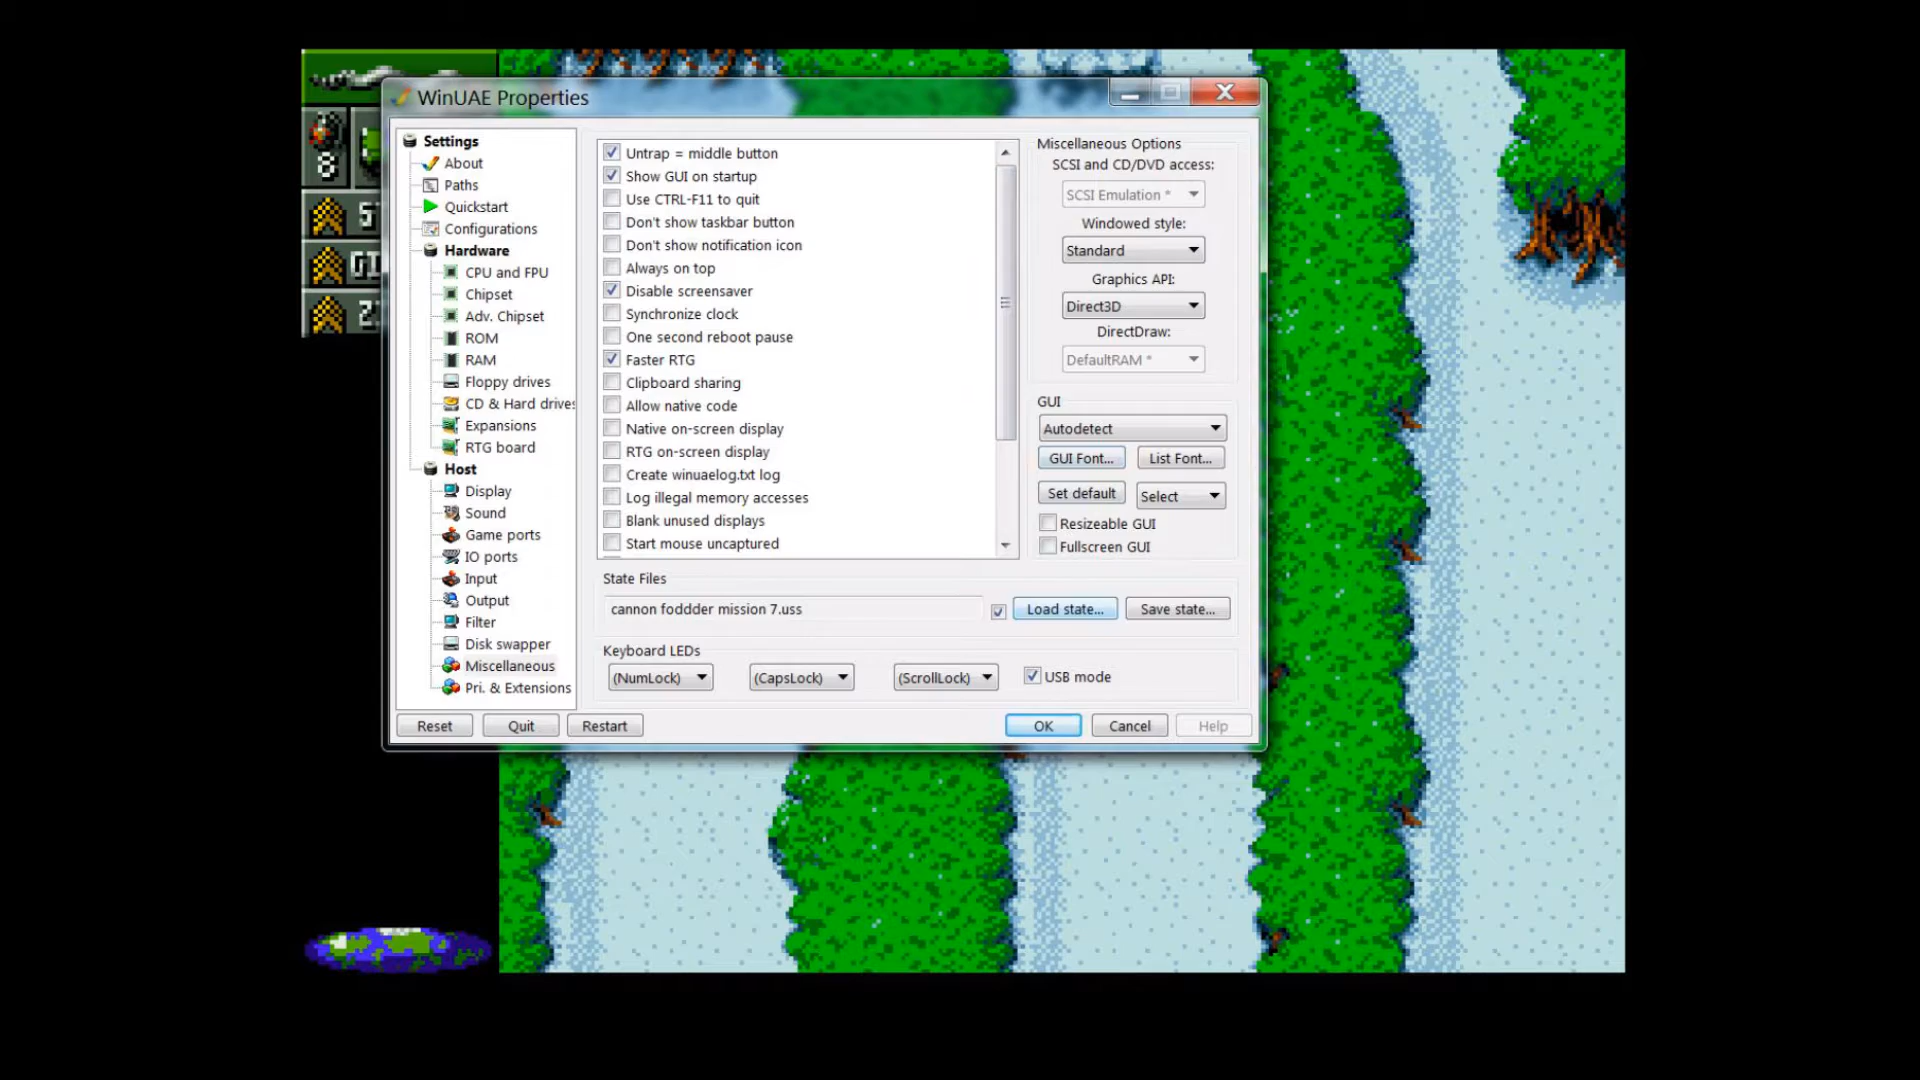 WinUAE Properties
Settings
About
Paths
Quickstart
Configurations
Hardware
CPU and FPU
Chipset
Adv. Chipset
ROM
RAM
Floppy drives
CD & Hard drives
Expansions
RTG board
Host
Display
Sound
Game ports
IO ports
Input
Output
Filter
Disk swapper
Miscellaneous
Pri. & Extensions
Untrap = middle button
Show GUI on startup
Use CTRL-F11 to quit
Don't show taskbar button
Don't show notification icon
Always on top
Disable screensaver
Synchronize clock
One second reboot pause
Faster RTG
Clipboard sharing
Allow native code
Native on-screen display
RTG on-screen display
Create winuaelog.txt log
Log illegal memory accesses
Blank unused displays
Start mouse uncaptured
Miscellaneous Options
SCSI and CD/DVD access:
SCSI Emulation *
Windowed style:
Standard
Graphics API:
Direct3D
DirectDraw:
DefaultRAM *
GUI
Autodetect
GUI Font... List Font...
Set default Select
Resizeable GUI
Fullscreen GUI
State Files
cannon foddder mission 7.uss Load state... Save state...
Keyboard LEDs
(NumLock) (CapsLock) (ScrollLock) USB mode
Reset Quit Restart OK Cancel Help
8